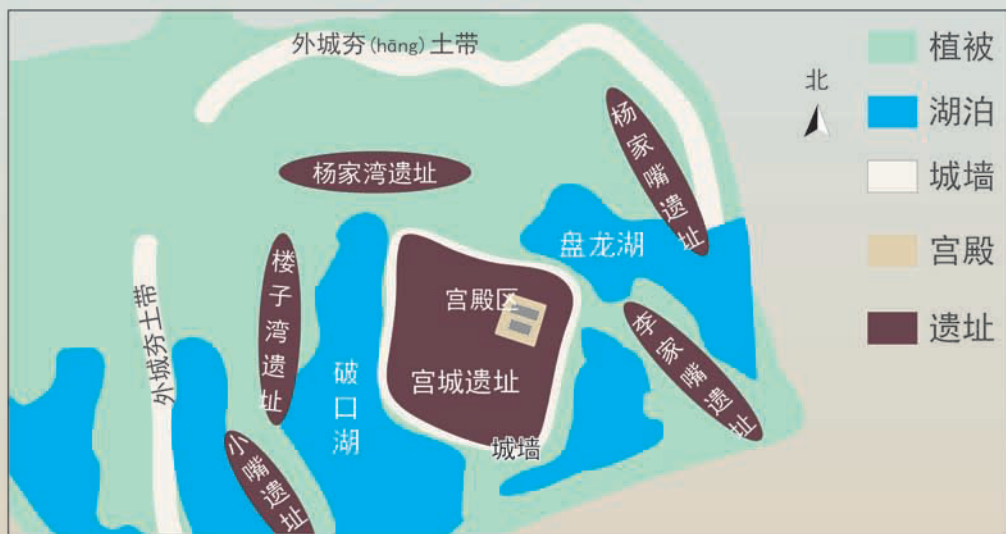 外城夯(hāng)土带
北
植被
湖泊
城墙
宫殿
遗址
杨家嘴遗址
杨家湾遗址
盘龙湖
楼子湾遗址
宫殿区
外城夯土带
李家嘴遗址
破口湖
宫城遗址
城墙
小嘴遗址